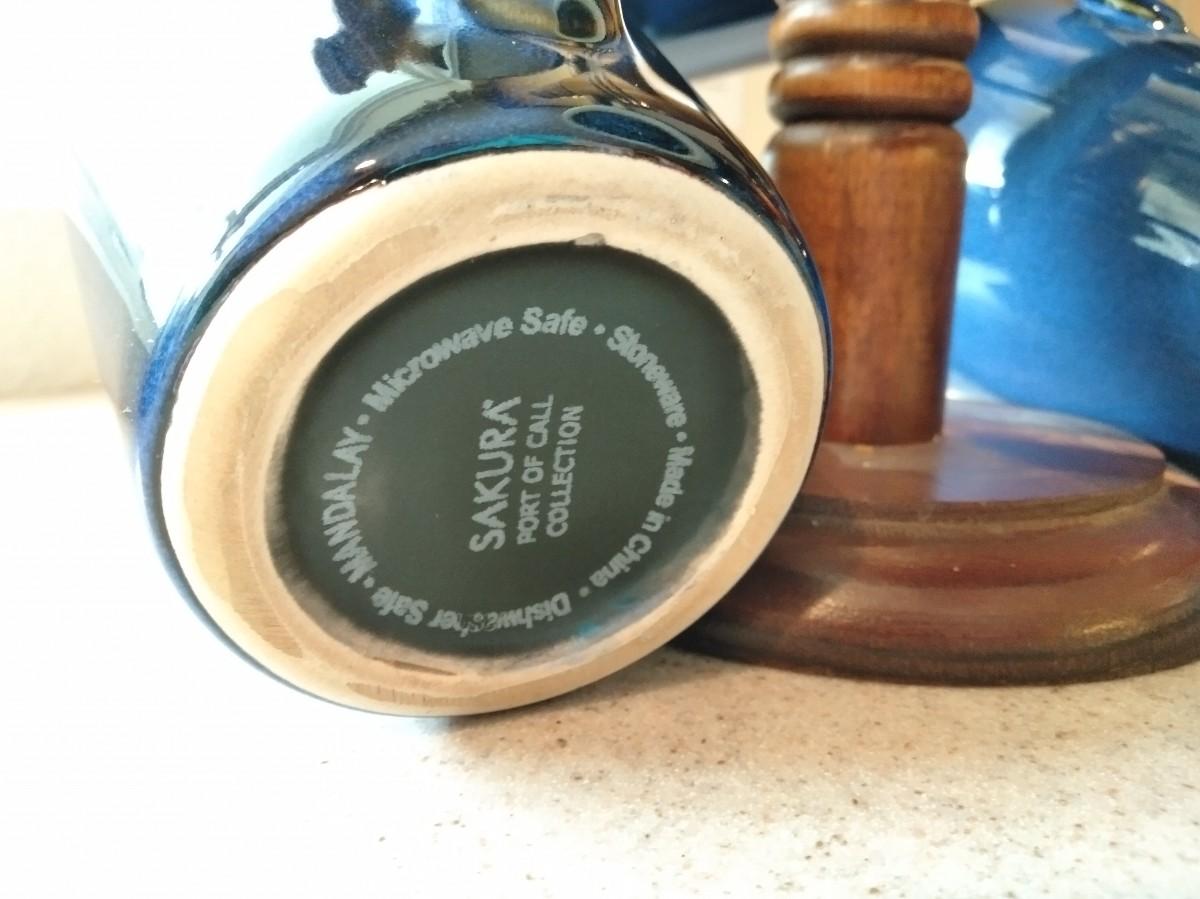 MANDALAY • Microwave Safe • Stoneware • Made in China • Dishwasher Safe •
SAKURA
PORT OF CALL
COLLECTION